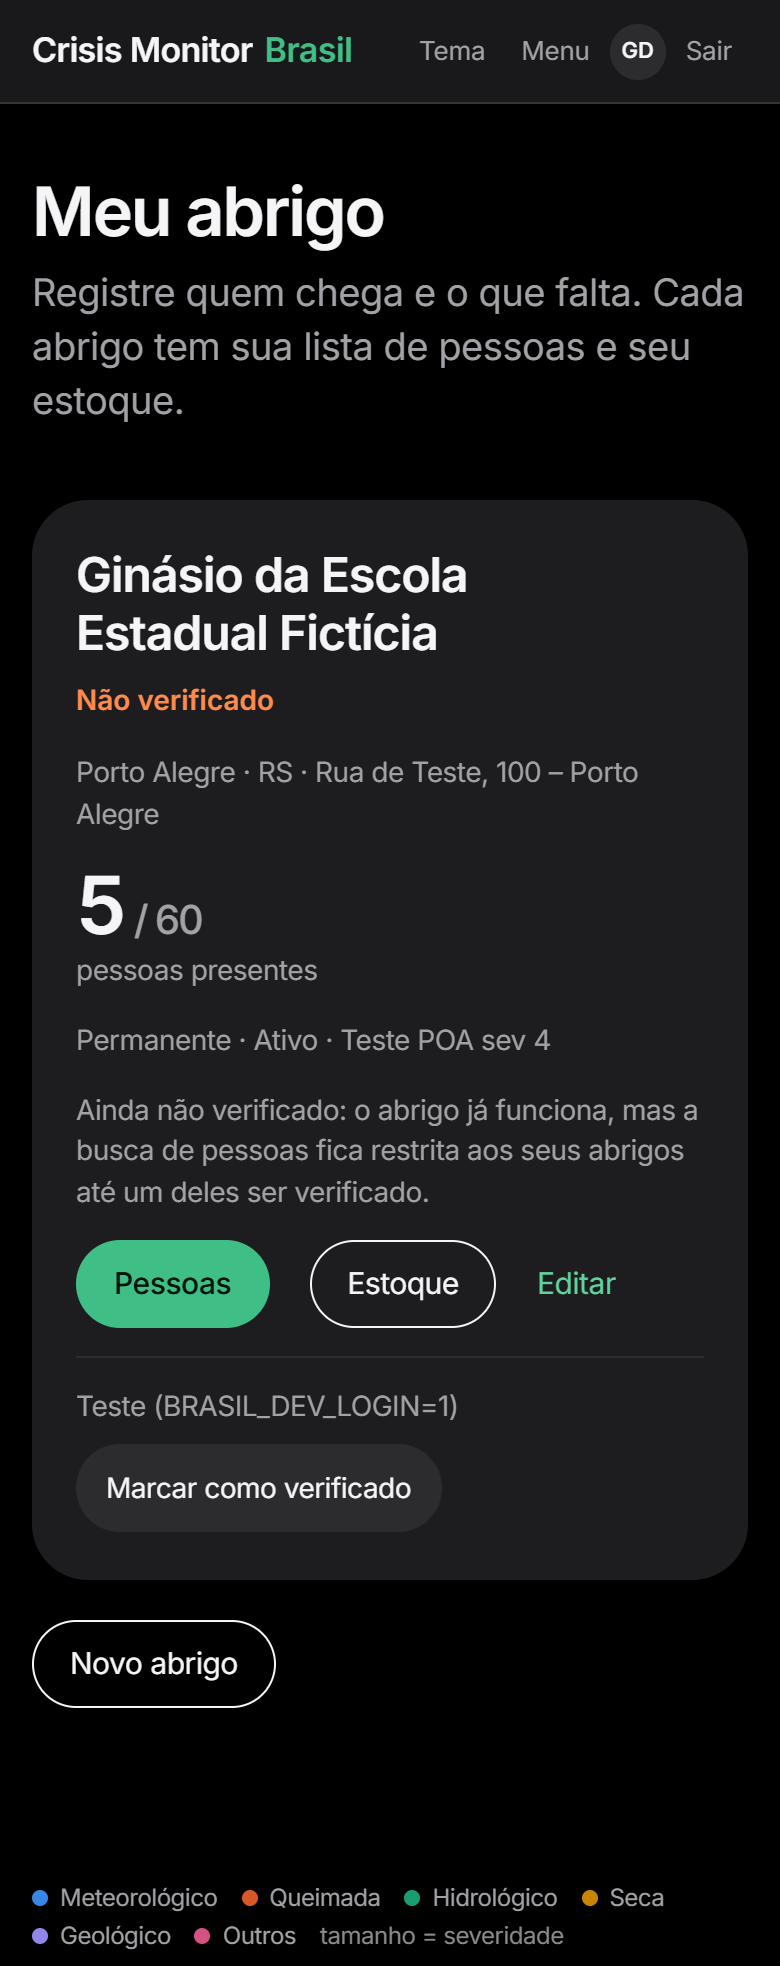 Crisis Monitor Brasil Tema Menu GD Sair
Meu abrigo
Registre quem chega e o que falta. Cada
abrigo tem sua lista de pessoas e seu
estoque.
Ginásio da Escola
Estadual Fictícia
Não verificado
Porto Alegre · RS · Rua de Teste, 100 – Porto
Alegre
5 / 60
pessoas presentes
Permanente · Ativo · Teste POA sev 4
Ainda não verificado: o abrigo já funciona, mas a
busca de pessoas fica restrita aos seus abrigos
até um deles ser verificado.
Pessoas Estoque Editar
Teste (BRASIL_DEV_LOGIN=1)
Marcar como verificado
Novo abrigo
Meteorológico Queimada Hidrológico Seca
Geológico Outros tamanho = severidade